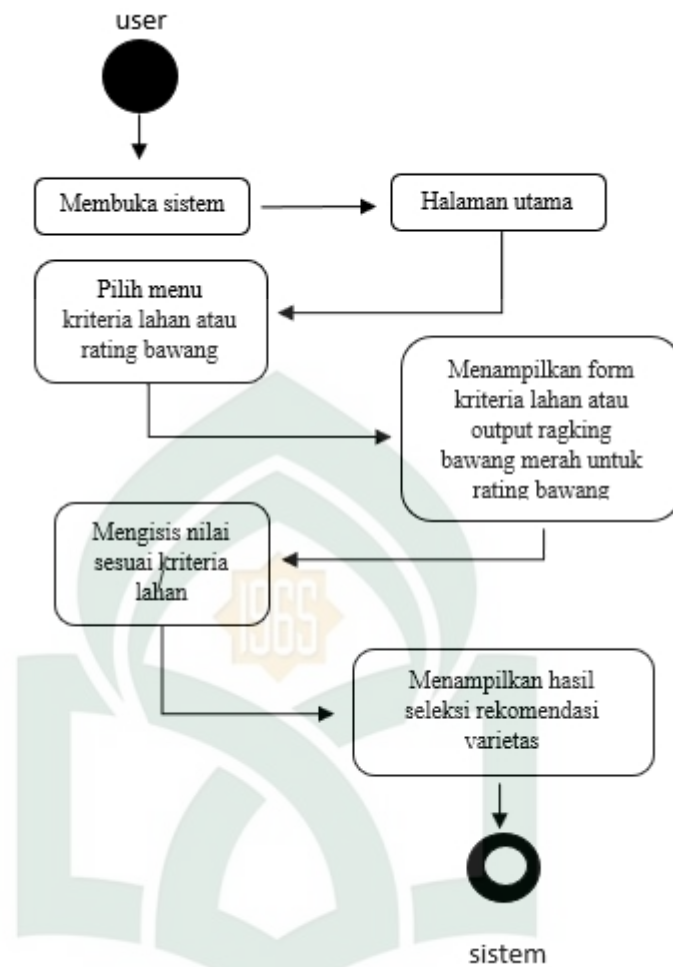 user
Membuka sistem
Halaman utama
Pilih menu
kriteria lahan atau
rating bawang
Menampilkan form
kriteria lahan atau
output ragking
bawang merah untuk
rating bawang
Mengisis nilai
sesuai kriteria
lahan
1965
Menampilkan hasil
seleksi rekomendasi
varietas
sistem